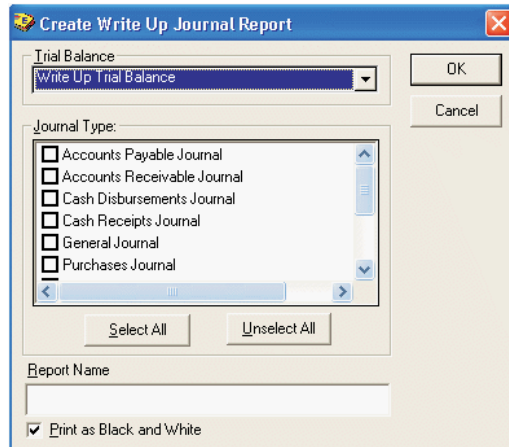 Create Write Up Journal Report
Trial Balance
Write Up Trial Balance
OK
Cancel
Journal Type:
Accounts Payable Journal
Accounts Receivable Journal
Cash Disbursements Journal
Cash Receipts Journal
General Journal
Purchases Journal
Select All
Unselect All
Report Name
Print as Black and White